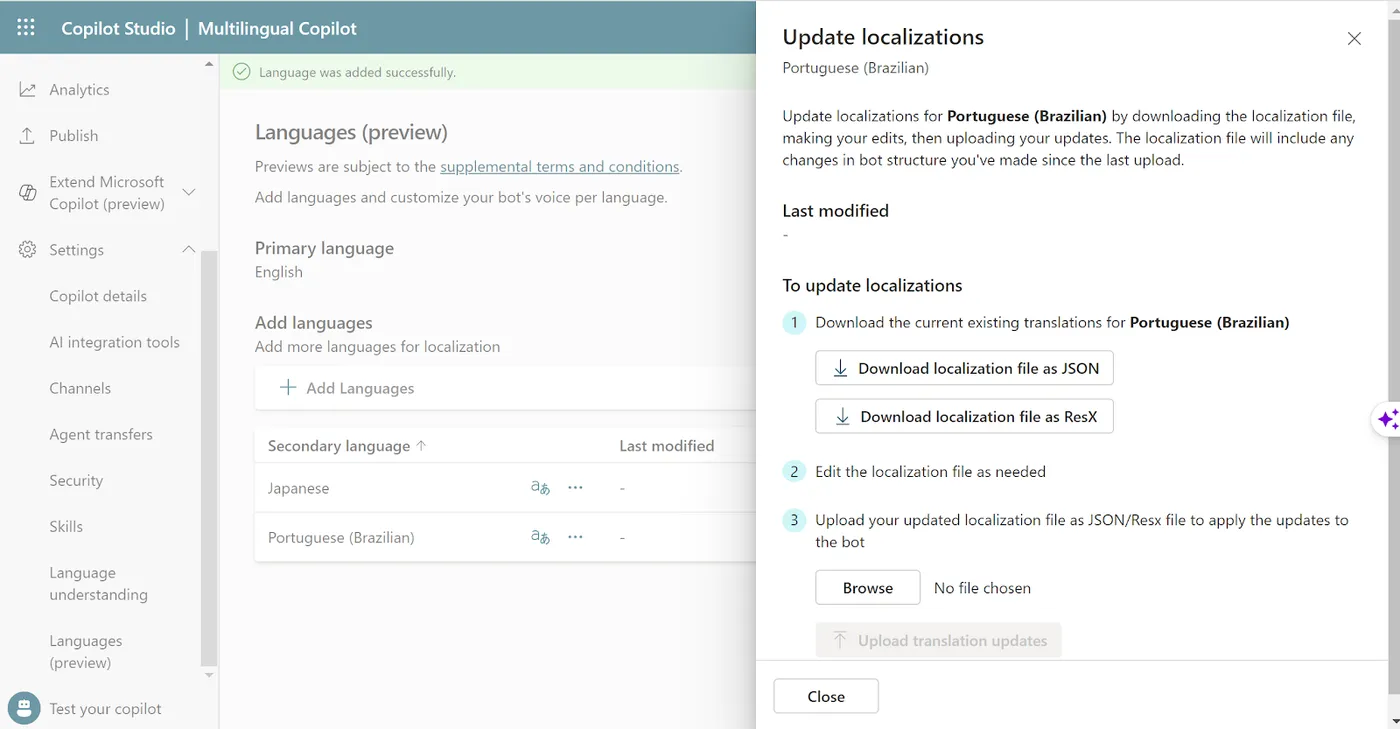 Copilot Studio | Multilingual Copilot
Analytics
Publish
Extend Microsoft
Copilot (preview)
Settings
Copilot details
AI integration tools
Channels
Agent transfers
Security
Skills
Language
understanding
Languages
(preview)
Test your copilot
Language was added successfully.
Languages (preview)
Previews are subject to the supplemental terms and conditions.
Add languages and customize your bot's voice per language.
Primary language
English
Add languages
Add more languages for localization
Add Languages
Secondary language ↑ Last modified
Japanese aあ ... -
Portuguese (Brazilian) aあ ... -
Update localizations
Portuguese (Brazilian)
Update localizations for Portuguese (Brazilian) by downloading the localization file,
making your edits, then uploading your updates. The localization file will include any
changes in bot structure you've made since the last upload.
Last modified
-
To update localizations
1 Download the current existing translations for Portuguese (Brazilian)
Download localization file as JSON
Download localization file as ResX
2 Edit the localization file as needed
3 Upload your updated localization file as JSON/Resx file to apply the updates to
the bot
Browse No file chosen
Upload translation updates
Close